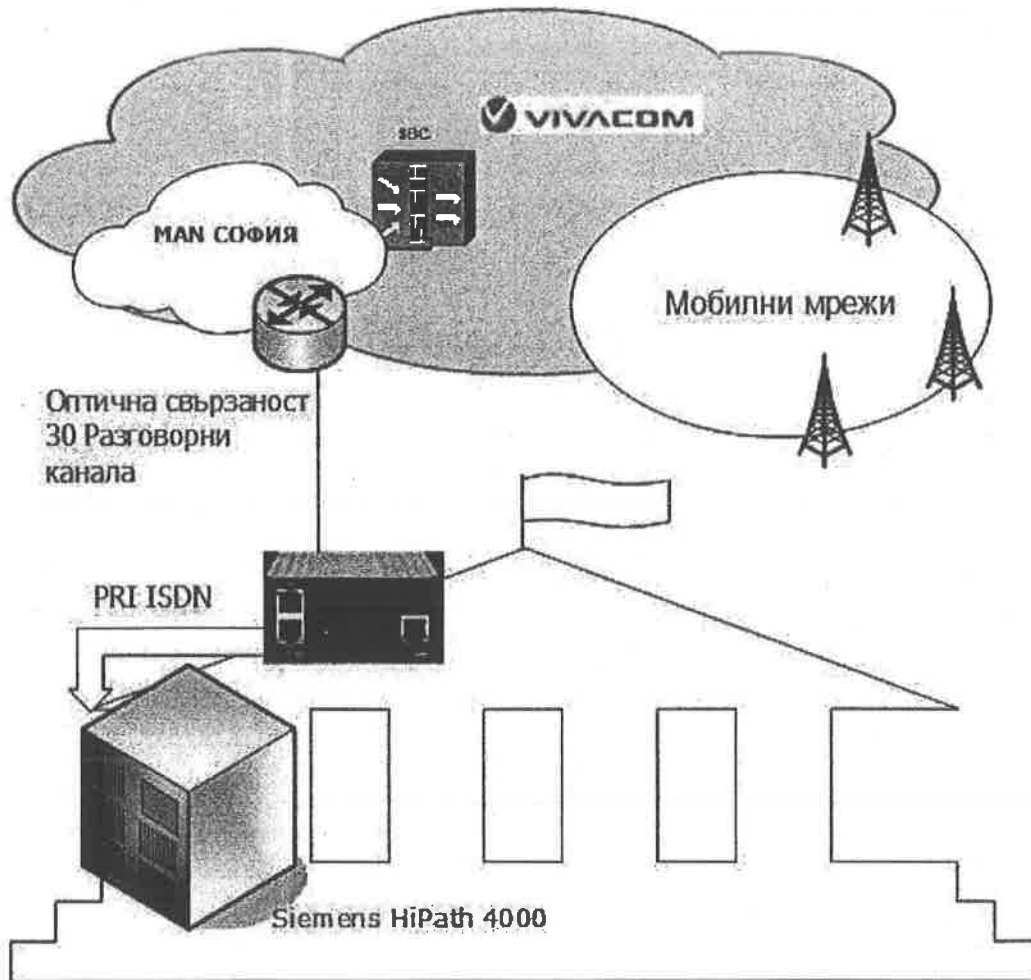 VIVACOM
SBC
MAN СОФИЯ
Мобилни мрежи
Оптична свързаност
30 Разговорни
канала
PRI ISDN
Siemens HiPath 4000